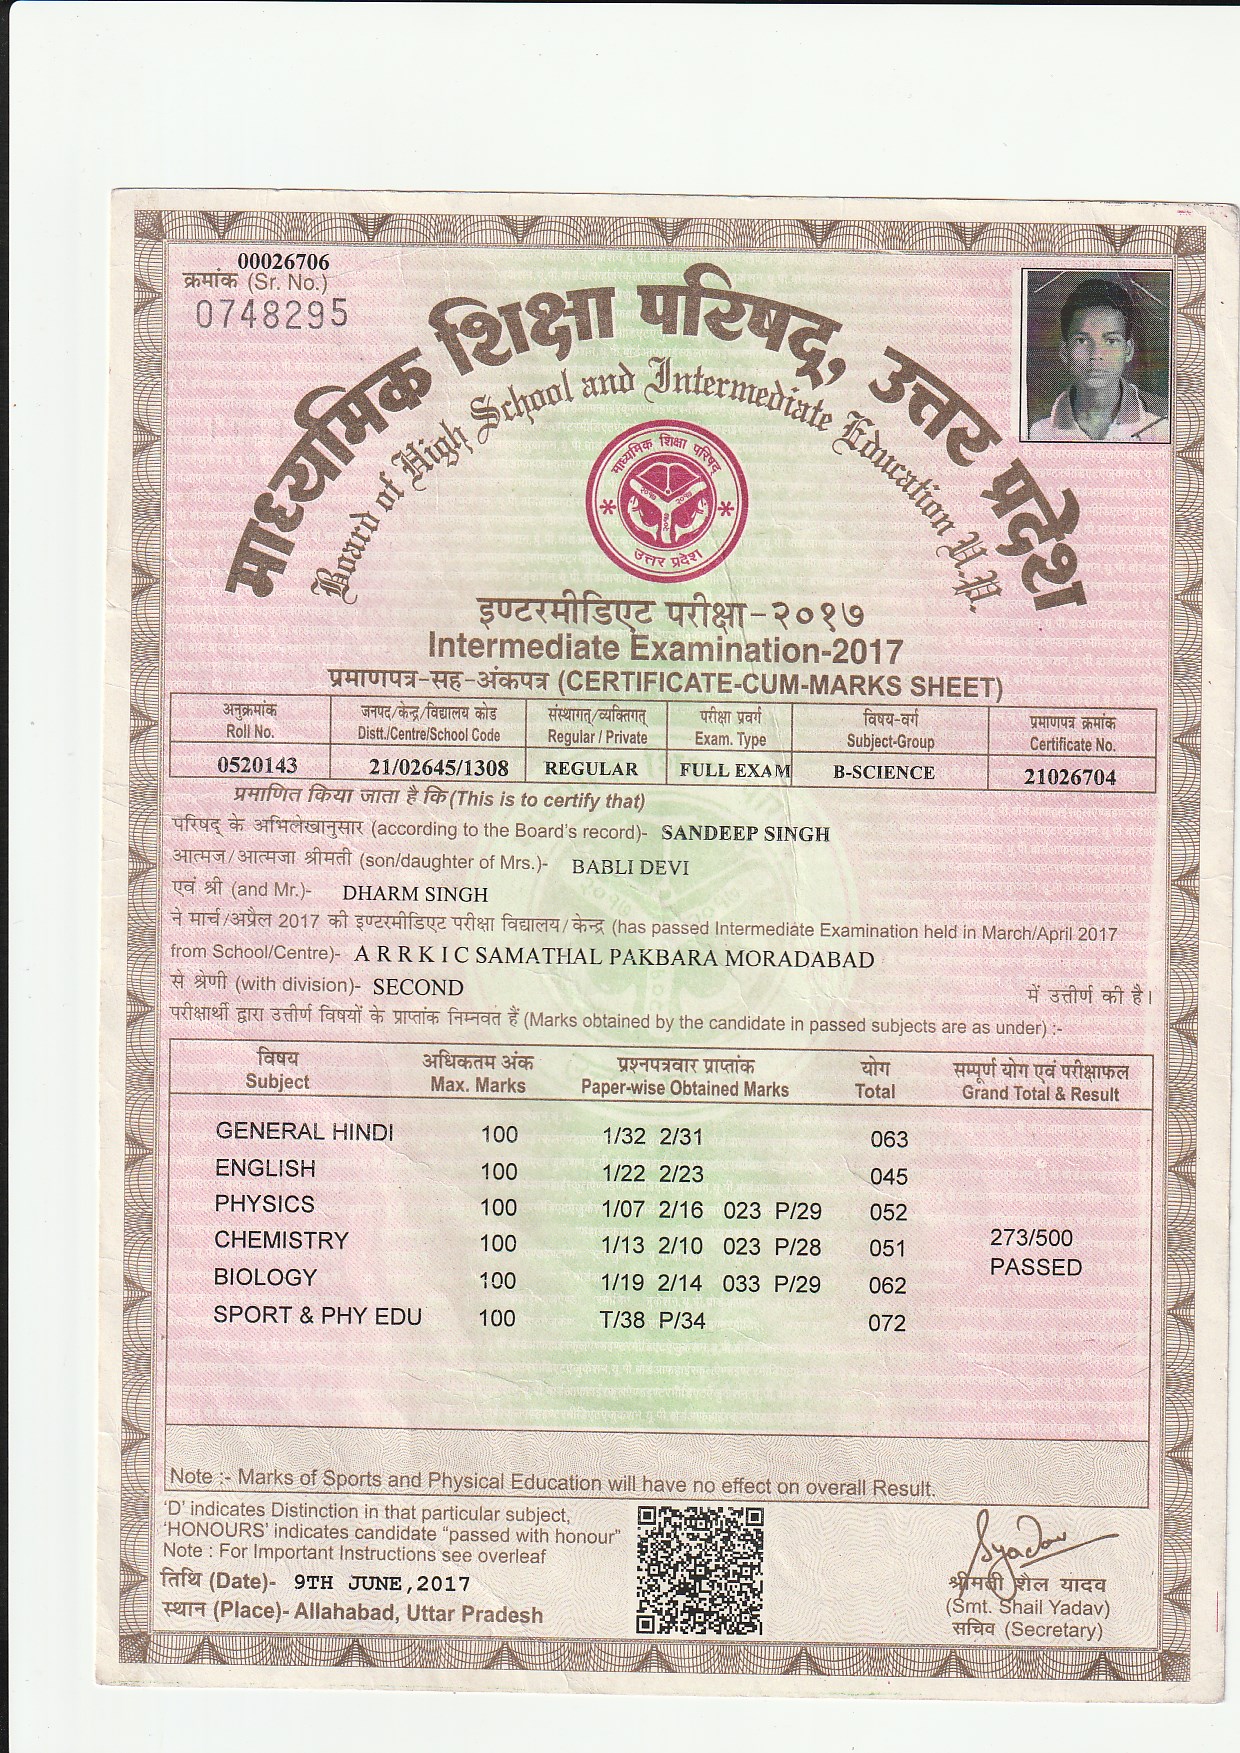 00026706
क्रमांक (Sr. No.)
0748295
माध्यमिक शिक्षा परिषद्, उत्तर प्रदेश
Board of High School and Intermediate Education U.P.
माध्यमिक शिक्षा परिषद्
उत्तर प्रदेश
इण्टरमीडिएट परीक्षा-२०१७
Intermediate Examination-2017
प्रमाणपत्र-सह-अंकपत्र (CERTIFICATE-CUM-MARKS SHEET)
अनुक्रमांक जनपद/केन्द्र/विद्यालय कोड संस्थागत्/व्यक्तिगत् परीक्षा प्रवर्ग विषय-वर्ग प्रमाणपत्र क्रमांक
Roll No. Distt./Centre/School Code Regular / Private Exam. Type Subject-Group Certificate No.
0520143 21/02645/1308 REGULAR FULL EXAM B-SCIENCE 21026704
प्रमाणित किया जाता है कि (This is to certify that)
परिषद् के अभिलेखानुसार (according to the Board's record)- SANDEEP SINGH
आत्मज/आत्मजा श्रीमती (son/daughter of Mrs.)- BABLI DEVI
एवं श्री (and Mr.)- DHARM SINGH
ने मार्च/अप्रैल 2017 की इण्टरमीडिएट परीक्षा विद्यालय/केन्द्र (has passed Intermediate Examination held in March/April 2017
from School/Centre)- A R R K I C SAMATHAL PAKBARA MORADABAD
से श्रेणी (with division)- SECOND में उत्तीर्ण की है।
परीक्षार्थी द्वारा उत्तीर्ण विषयों के प्राप्तांक निम्नवत हैं (Marks obtained by the candidate in passed subjects are as under) :-
विषय अधिकतम अंक प्रश्नपत्रवार प्राप्तांक योग सम्पूर्ण योग एवं परीक्षाफल
Subject Max. Marks Paper-wise Obtained Marks Total Grand Total & Result
GENERAL HINDI 100 1/32 2/31 063
ENGLISH 100 1/22 2/23 045
PHYSICS 100 1/07 2/16 023 P/29 052
CHEMISTRY 100 1/13 2/10 023 P/28 051 273/500
BIOLOGY 100 1/19 2/14 033 P/29 062 PASSED
SPORT & PHY EDU 100 T/38 P/34 072
Note :- Marks of Sports and Physical Education will have no effect on overall Result.
'D' indicates Distinction in that particular subject,
'HONOURS' indicates candidate "passed with honour"
Note : For Important Instructions see overleaf
तिथि (Date)- 9TH JUNE,2017
स्थान (Place)- Allahabad, Uttar Pradesh
Syadav
श्रीमती शैल यादव
(Smt. Shail Yadav)
सचिव (Secretary)